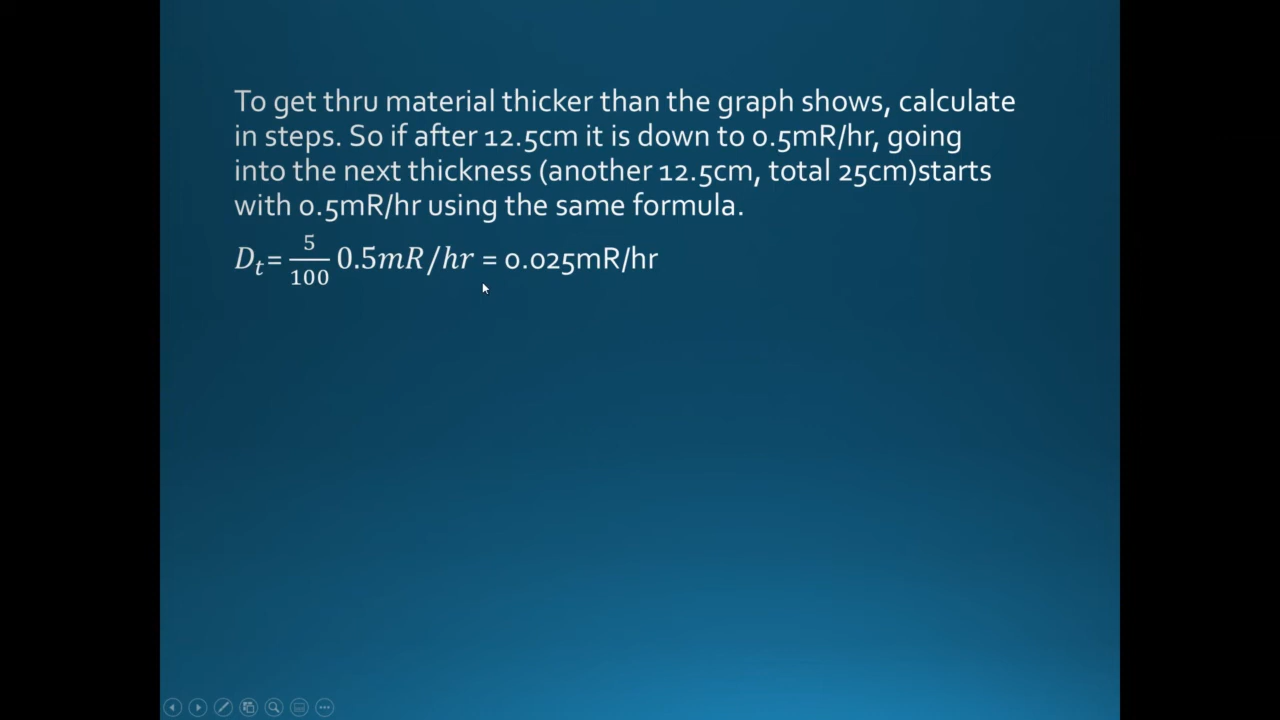 To get thru material thicker than the graph shows, calculate
in steps. So if after 12.5cm it is down to 0.5mR/hr, going
into the next thickness (another 12.5cm, total 25cm)starts
with 0.5mR/hr using the same formula.
D_t= 5/100 0.5mR/hr = 0.025mR/hr